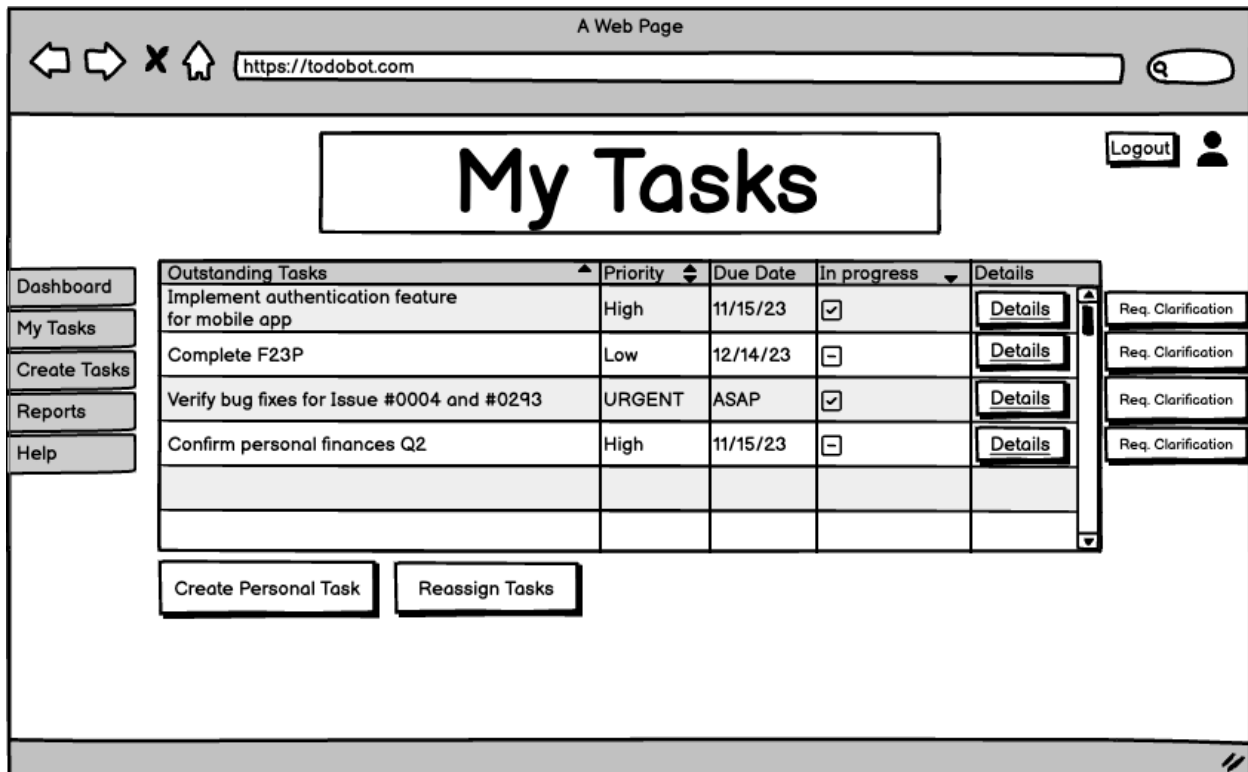 A Web Page
https://todobot.com
Logout
My Tasks
Dashboard
My Tasks
Create Tasks
Reports
Help
Outstanding Tasks Priority Due Date In progress Details
Implement authentication feature
for mobile app High 11/15/23 Details Req. Clarification
Complete F23P Low 12/14/23 Details Req. Clarification
Verify bug fixes for Issue #0004 and #0293 URGENT ASAP Details Req. Clarification
Confirm personal finances Q2 High 11/15/23 Details Req. Clarification
Create Personal Task Reassign Tasks